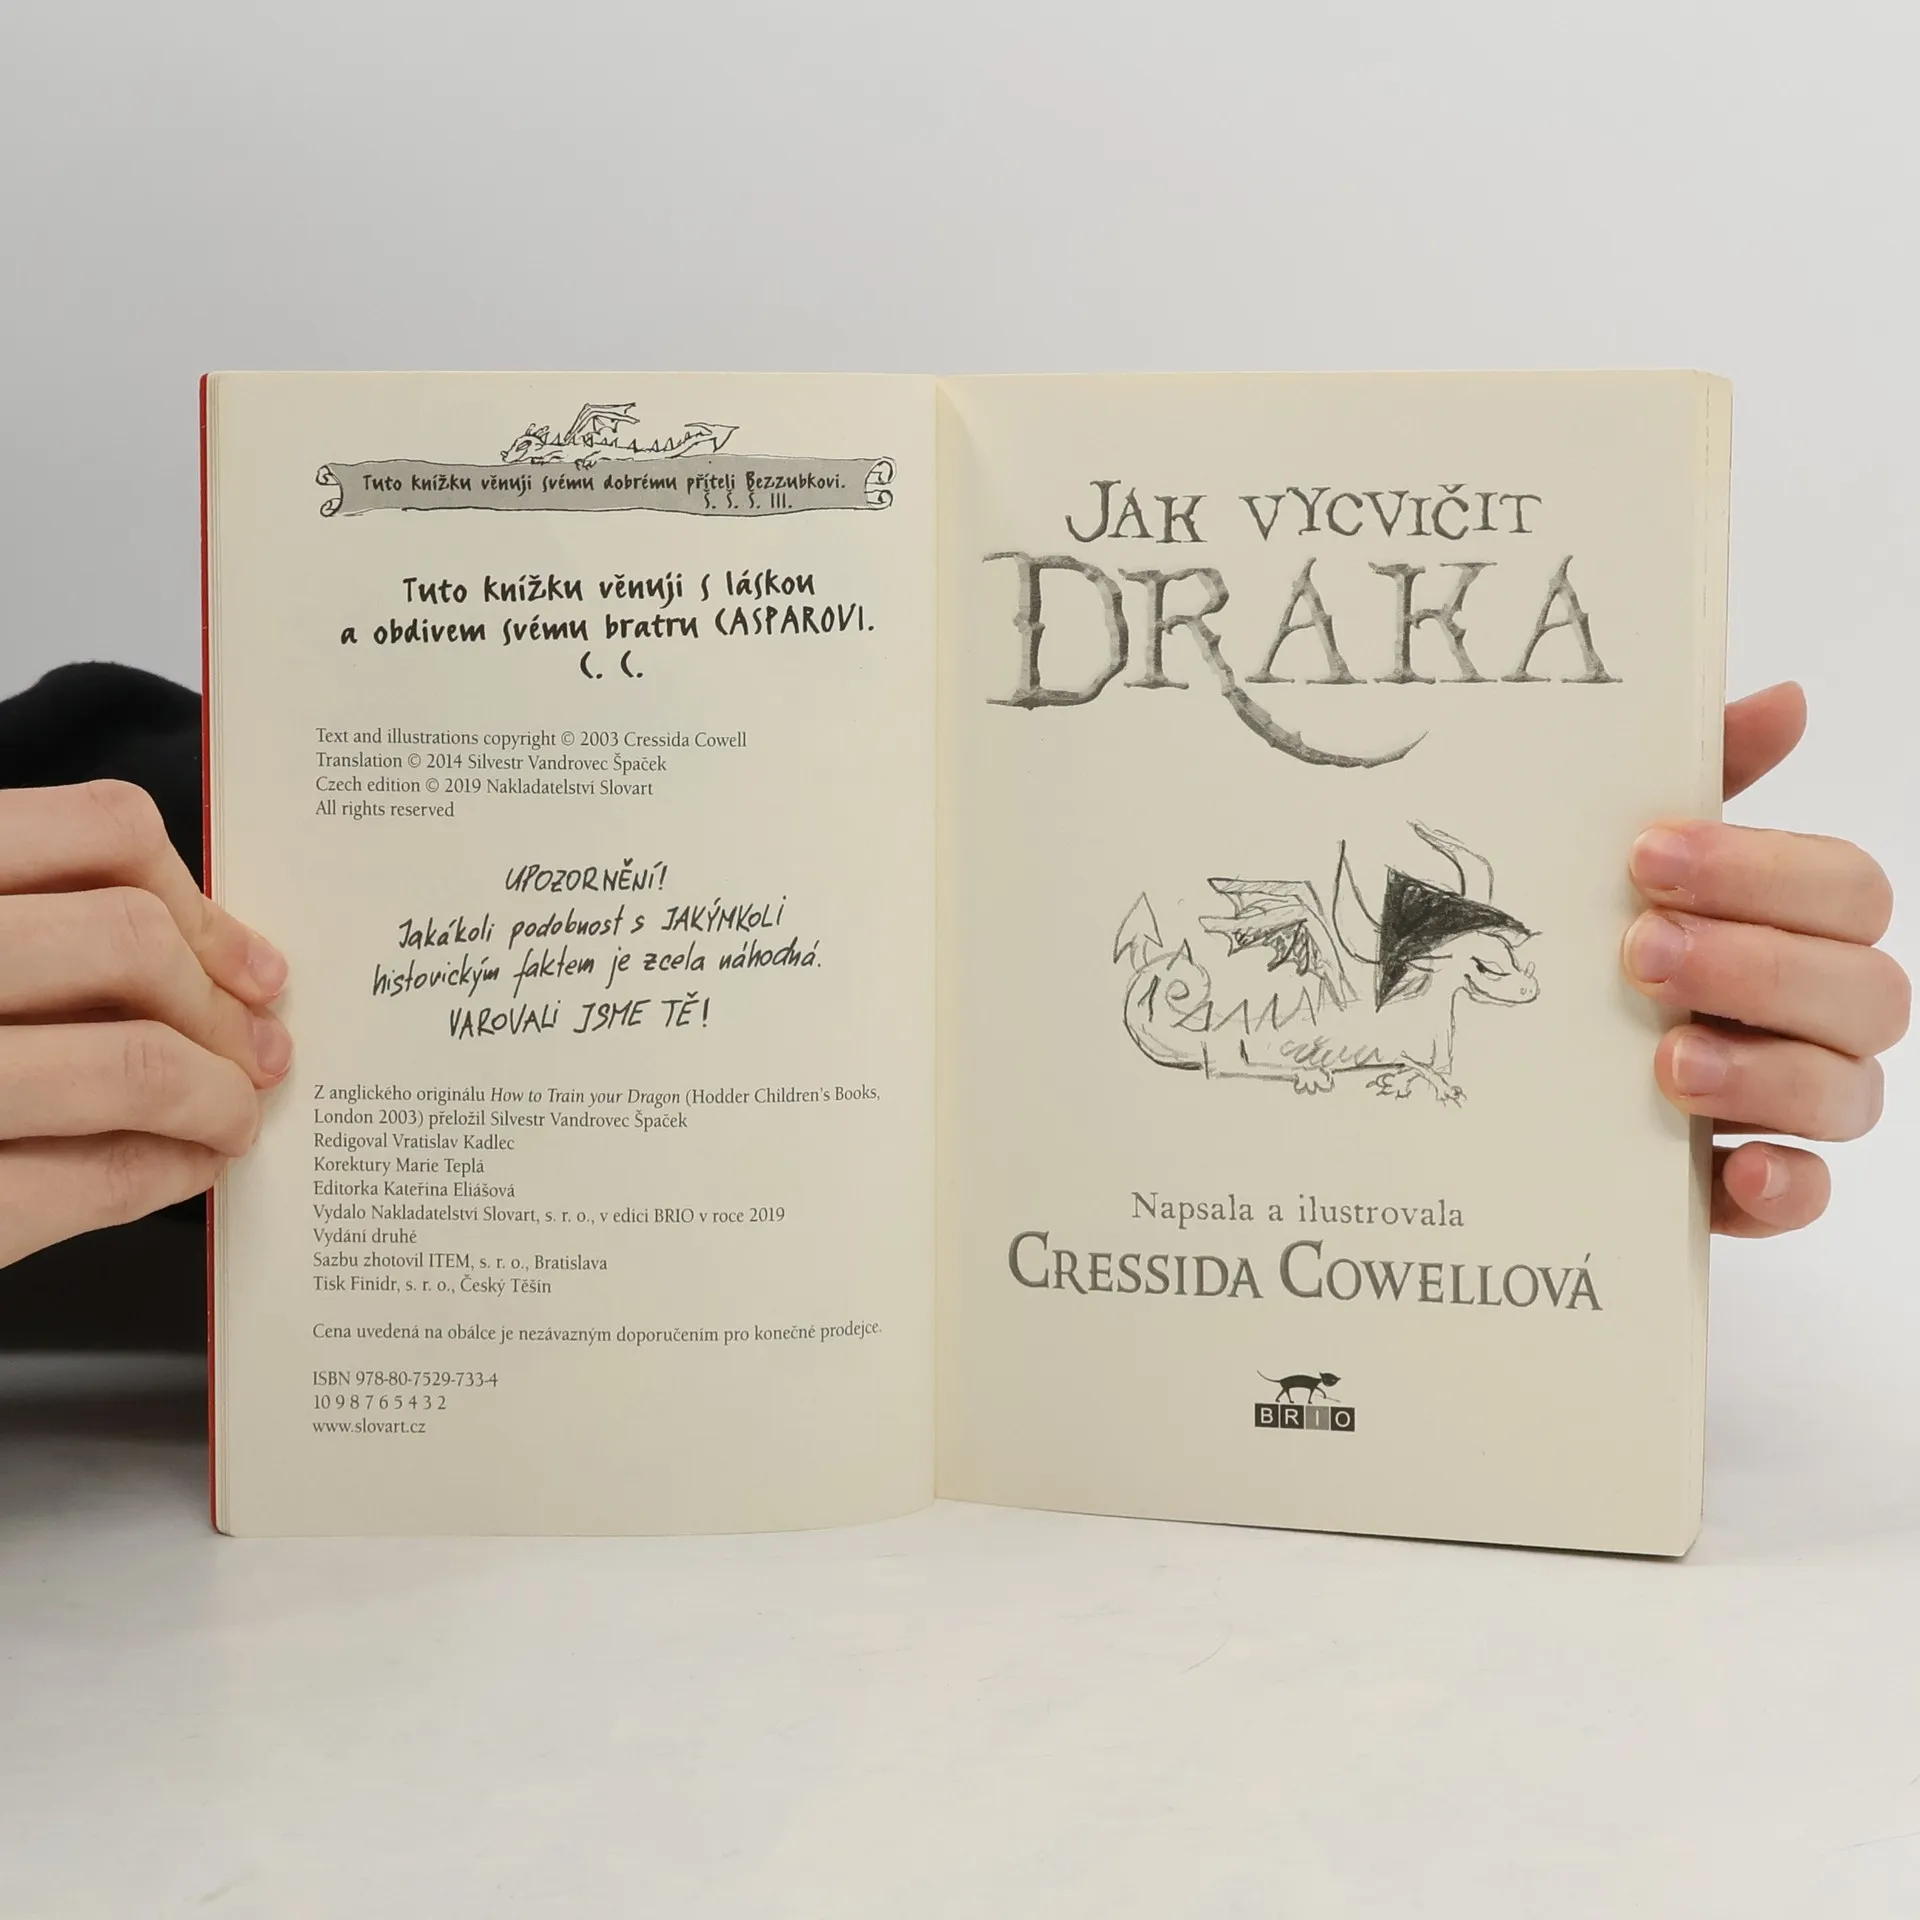 Tuto knížku věnuji svému dobrému příteli Bezzubkovi.
Š. Š. Š. III.
Tuto knížku věnuji s láskou
a obdivem svému bratru CASPAROVI.
C. C.
Text and illustrations copyright © 2003 Cressida Cowell
Translation © 2014 Silvestr Vandrovec Špaček
Czech edition © 2019 Nakladatelství Slovart
All rights reserved
UPOZORNĚNÍ!
Jakákoli podobnost s JAKÝMKOLI
historickým faktem je zcela náhodná.
VAROVALI JSME TĚ!
Z anglického originálu How to Train your Dragon (Hodder Children's Books,
London 2003) přeložil Silvestr Vandrovec Špaček
Redigoval Vratislav Kadlec
Korektury Marie Teplá
Editorka Kateřina Eliášová
Vydalo Nakladatelství Slovart, s. r. o., v edici BRIO v roce 2019
Vydání druhé
Sazbu zhotovil ITEM, s. r. o., Bratislava
Tisk Finidr, s. r. o., Český Těšín
Cena uvedená na obálce je nezávazným doporučením pro konečné prodejce.
ISBN 978-80-7529-733-4
10 9 8 7 6 5 4 3 2
www.slovart.cz
JAK VYCVIČIT
DRAKA
Napsala a ilustrovala
CRESSIDA COWELLOVÁ
BRIO